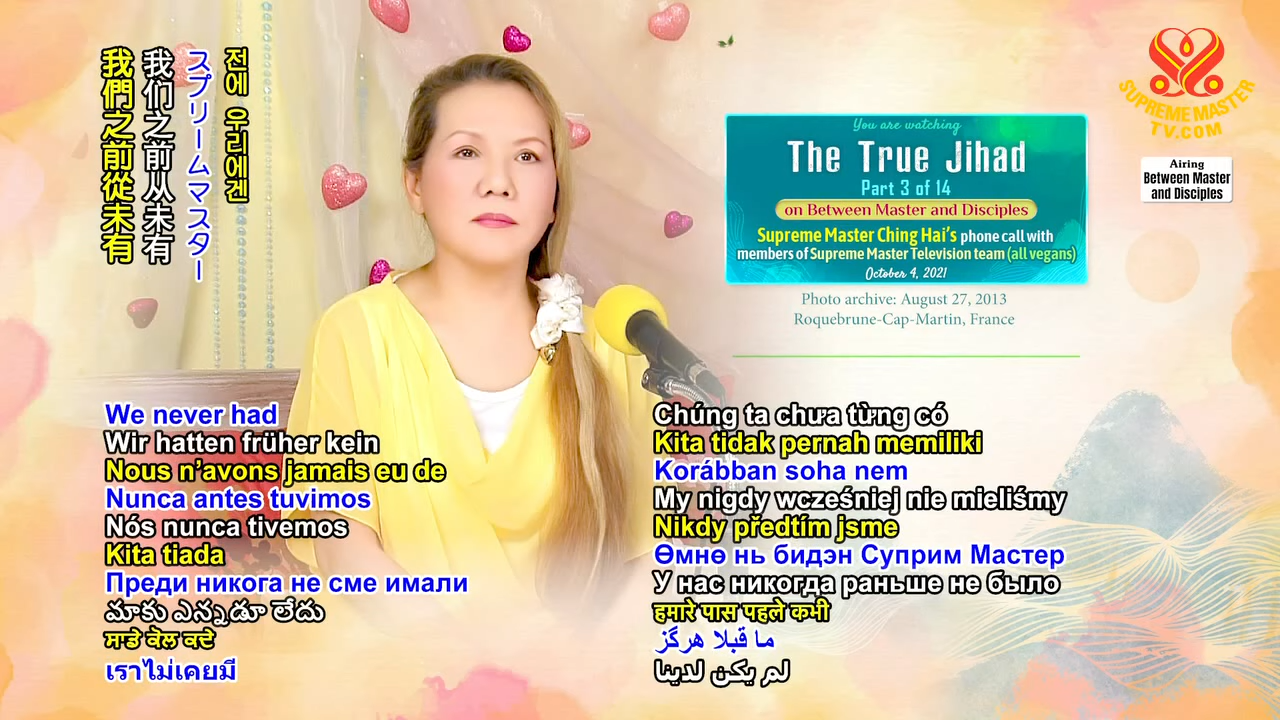 我們之前從未有
我们之前从未有
スプリームマスター
전에 우리에겐
SUPREME MASTER
TV.COM
You are watching
The True Jihad
Part 3 of 14
on Between Master and Disciples
Supreme Master Ching Hai's phone call with
members of Supreme Master Television team (all vegans)
October 4, 2021
Airing
Between Master
and Disciples
Photo archive: August 27, 2013
Roquebrune-Cap-Martin, France
We never had
Wir hatten früher kein
Nous n’avons jamais eu de
Nunca antes tuvimos
Nós nunca tivemos
Kita tiada
Преди никога не сме имали
మాకు ఎన్నడూ లేదు
ਸਾਡੇ ਕੋਲ ਕਦੇ
เราไม่เคยมี
Chúng ta chưa từng có
Kita tidak pernah memiliki
Korábban soha nem
My nigdy wcześniej nie mieliśmy
Nikdy předtím jsme
Өмнө нь бидэн Суприм Мастер
У нас никогда раньше не было
हमारे पास पहले कभी
ما قبلا هرگز
لم يكن لدينا